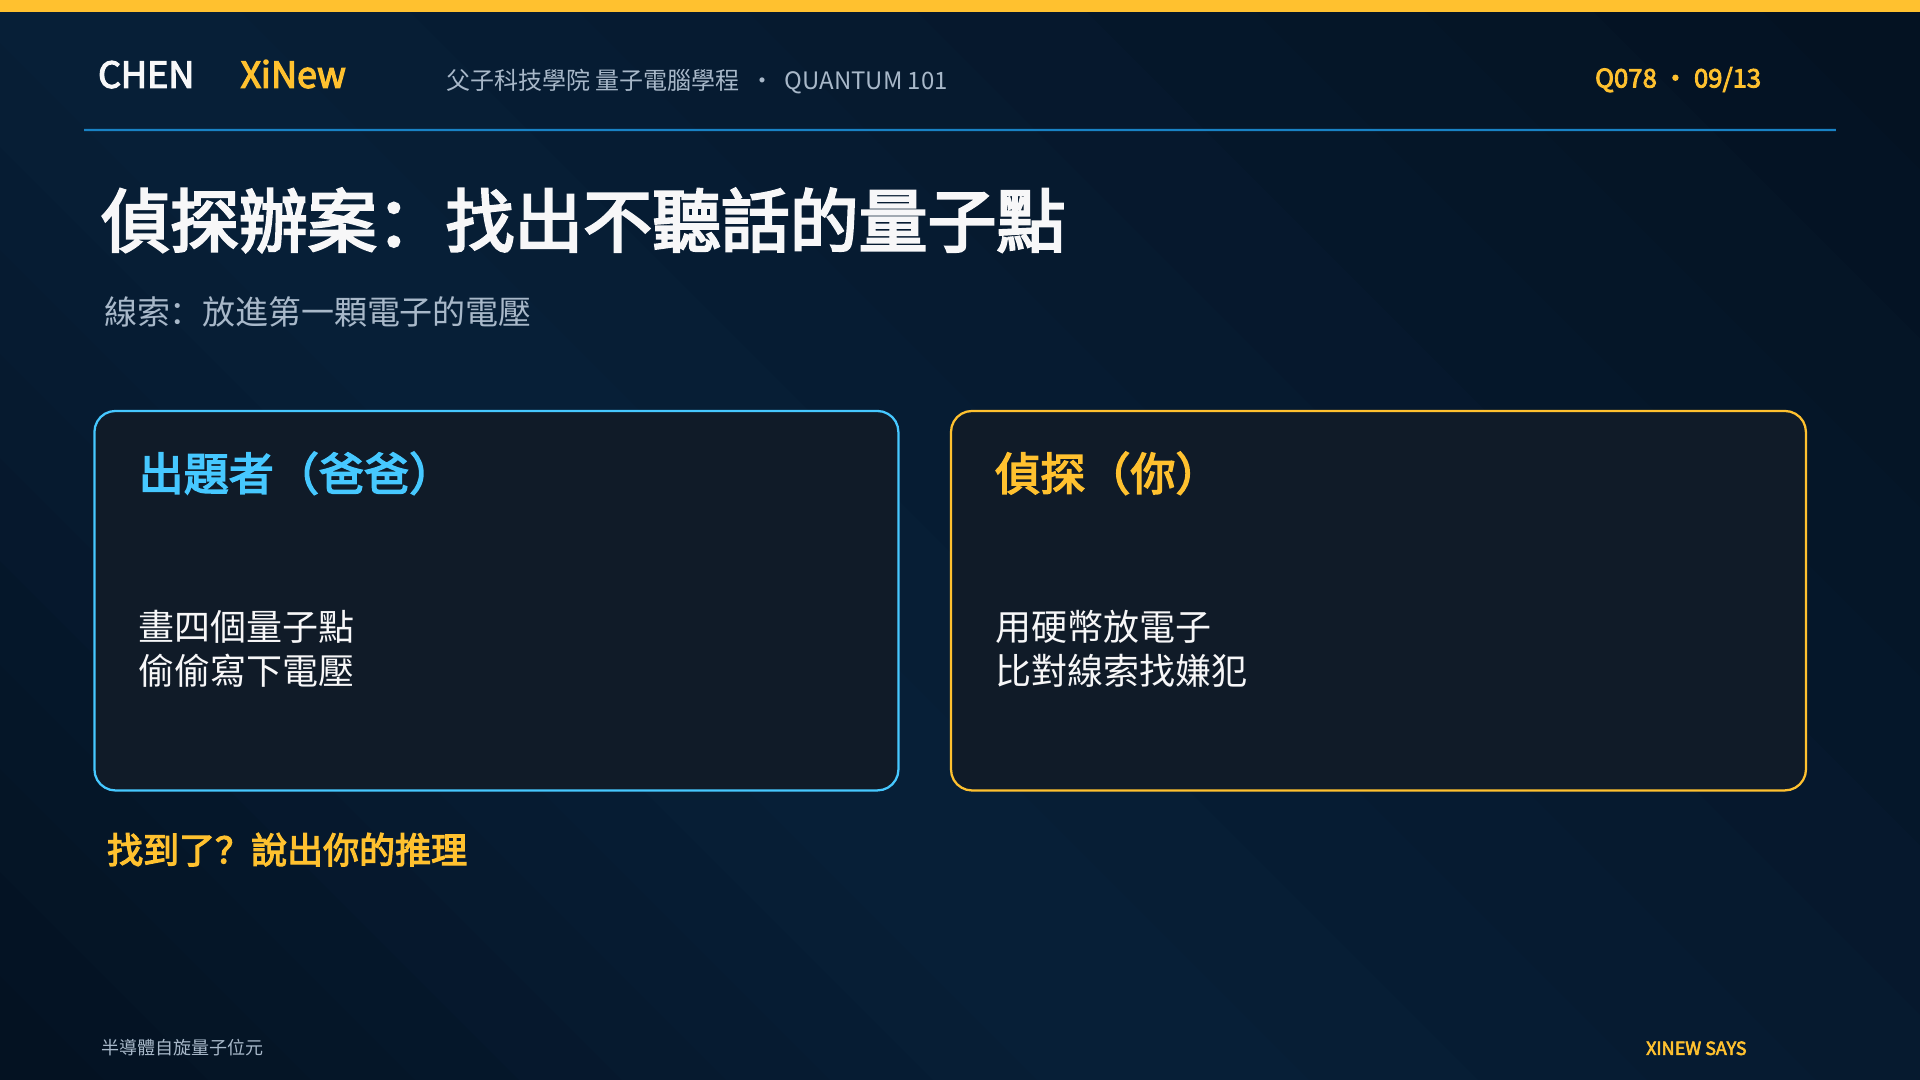 CHEN XiNew 父子科技學院 量子電腦學程 • QUANTUM 101 Q078 • 09/13
偵探辦案：找出不聽話的量子點
線索：放進第一顆電子的電壓
出題者（爸爸）
畫四個量子點
偷偷寫下電壓
偵探（你）
用硬幣放電子
比對線索找嫌犯
找到了？說出你的推理
半導體自旋量子位元
XINEW SAYS